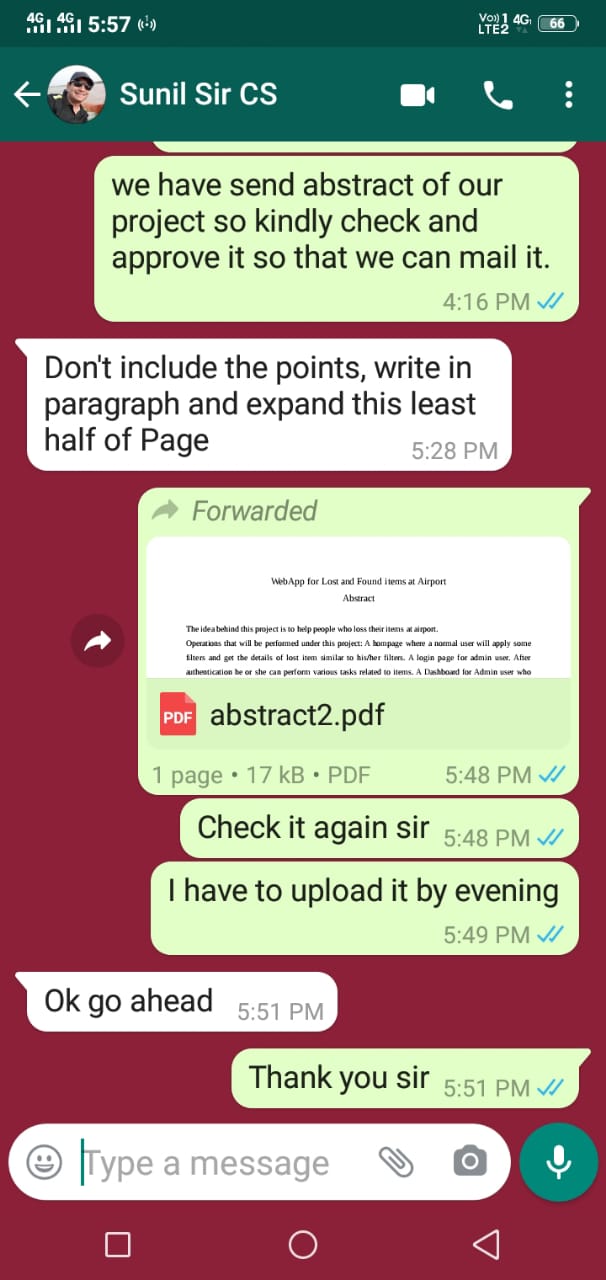 4G 4G 5:57 Vo)) 1 4G LTE2 66
Sunil Sir CS
we have send abstract of our
project so kindly check and
approve it so that we can mail it.
4:16 PM
Don't include the points, write in
paragraph and expand this least
half of Page
5:28 PM
Forwarded
WebApp for Lost and Found items at Airport
Abstract
The idea behind this project is to help people who loss their items at airport.
Operations that will be performed under this project: A hompage where a normal user will apply some
filters and get the details of lost item similar to his/her filters. A login page for admin user. After
authentication he or she can perform various tasks related to items. A Dashboard for Admin user who
PDF abstract2.pdf
1 page • 17 kB • PDF 5:48 PM
Check it again sir 5:48 PM
I have to upload it by evening
5:49 PM
Ok go ahead 5:51 PM
Thank you sir 5:51 PM
Type a message